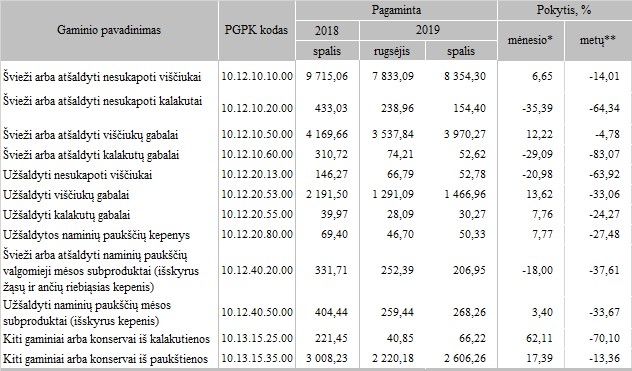 Gaminio pavadinimas PGPK kodas Pagaminta Pokytis, %
2018 2019 mėnesio* metų**
spalis rugsėjis spalis
Švieži arba atšaldyti nesukapoti viščiukai 10.12.10.10.00 9 715,06 7 833,09 8 354,30 6,65 -14,01
Švieži arba atšaldyti nesukapoti kalakutai 10.12.10.20.00 433,03 238,96 154,40 -35,39 -64,34
Švieži arba atšaldyti viščiukų gabalai 10.12.10.50.00 4 169,66 3 537,84 3 970,27 12,22 -4,78
Švieži arba atšaldyti kalakutų gabalai 10.12.10.60.00 310,72 74,21 52,62 -29,09 -83,07
Užšaldyti nesukapoti viščiukai 10.12.20.13.00 146,27 66,79 52,78 -20,98 -63,92
Užšaldyti viščiukų gabalai 10.12.20.53.00 2 191,50 1 291,09 1 466,96 13,62 -33,06
Užšaldyti kalakutų gabalai 10.12.20.55.00 39,97 28,09 30,27 7,76 -24,27
Užšaldytos naminių paukščių kepenys 10.12.20.80.00 69,40 46,70 50,33 7,77 -27,48
Švieži arba atšaldyti naminių paukščių
valgomieji mėsos subproduktai (išskyrus 10.12.40.20.00 331,71 252,39 206,95 -18,00 -37,61
žąsų ir ančių riebiąsias kepenis)
Užšaldyti naminių paukščių mėsos
subproduktai (išskyrus kepenis) 10.12.40.50.00 404,44 259,44 268,26 3,40 -33,67
Kiti gaminiai arba konservai iš kalakutienos 10.13.15.25.00 221,45 40,85 66,22 62,11 -70,10
Kiti gaminiai arba konservai iš paukštienos 10.13.15.35.00 3 008,23 2 220,18 2 606,26 17,39 -13,36